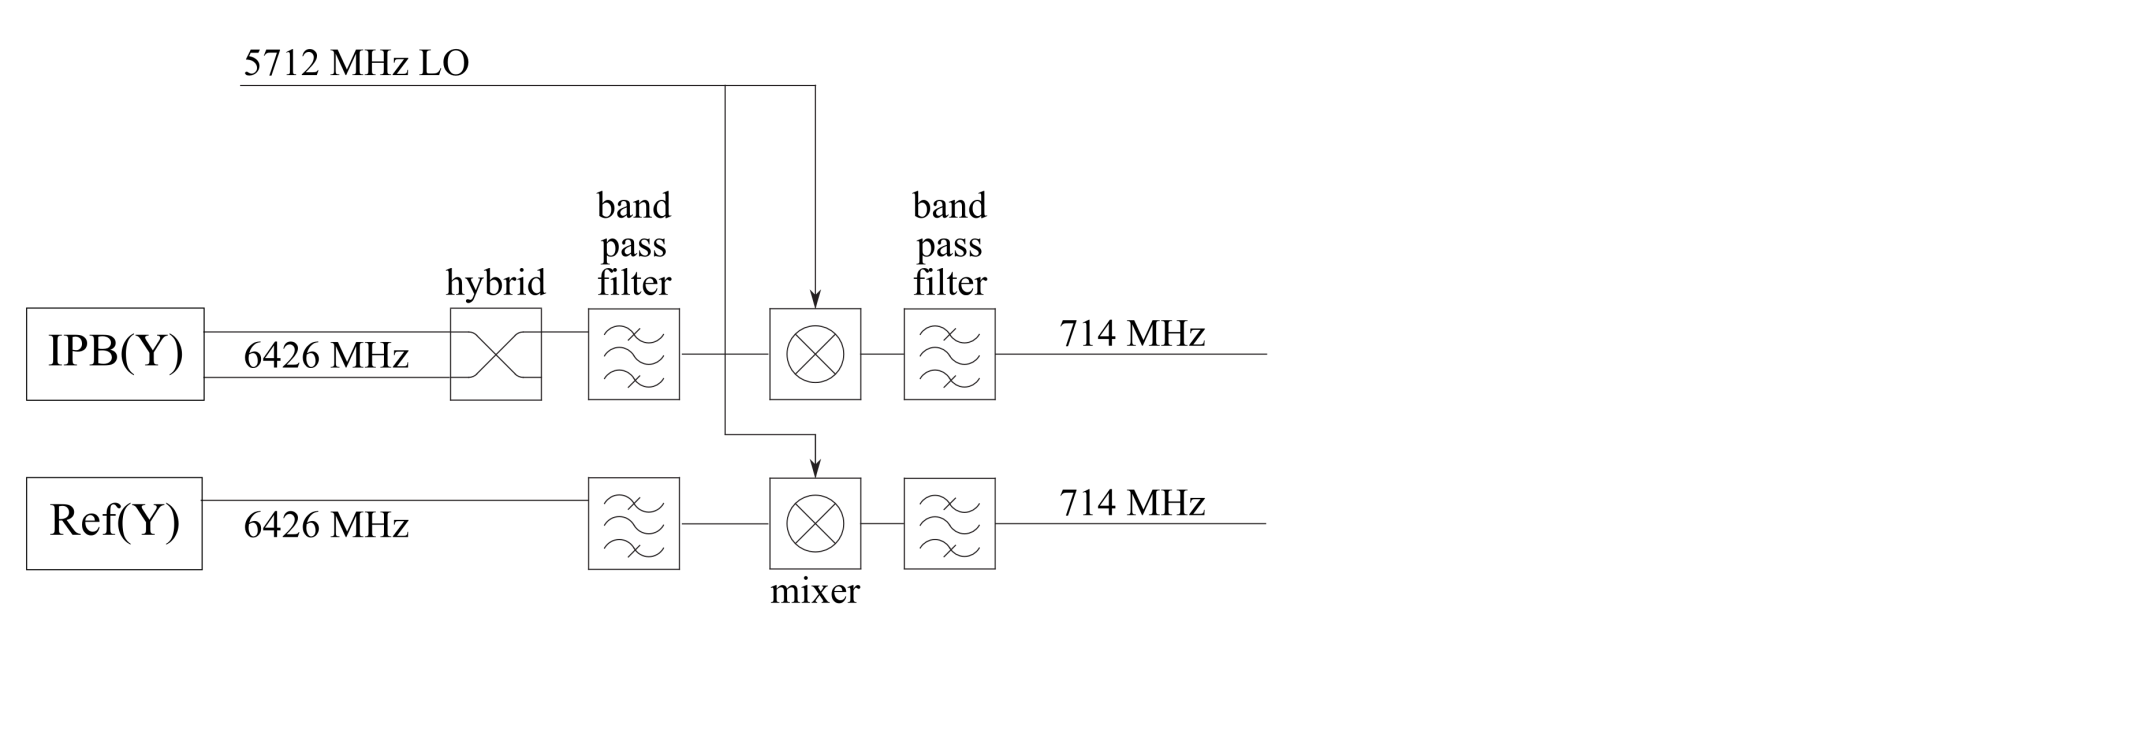 5712 MHz LO
band
pass
filter
band
pass
filter
hybrid
IPB(Y)
6426 MHz
714 MHz
Ref(Y)
6426 MHz
714 MHz
mixer